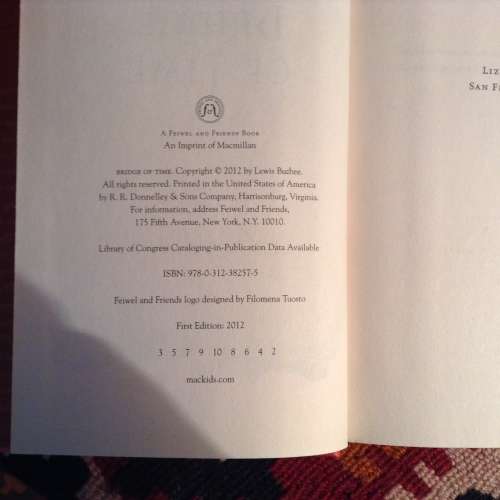 A Feiwel and Friends Book
An Imprint of Macmillan
BRIDGE OF TIME. Copyright © 2012 by Lewis Buzbee.
All rights reserved. Printed in the United States of America
by R. R. Donnelley & Sons Company, Harrisonburg, Virginia.
For information, address Feiwel and Friends,
175 Fifth Avenue, New York, N.Y. 10010.
Library of Congress Cataloging-in-Publication Data Available
ISBN: 978-0-312-38257-5
Feiwel and Friends logo designed by Filomena Tuosto
First Edition: 2012
3 5 7 9 10 8 6 4 2
mackids.com
LIZ
SAN F